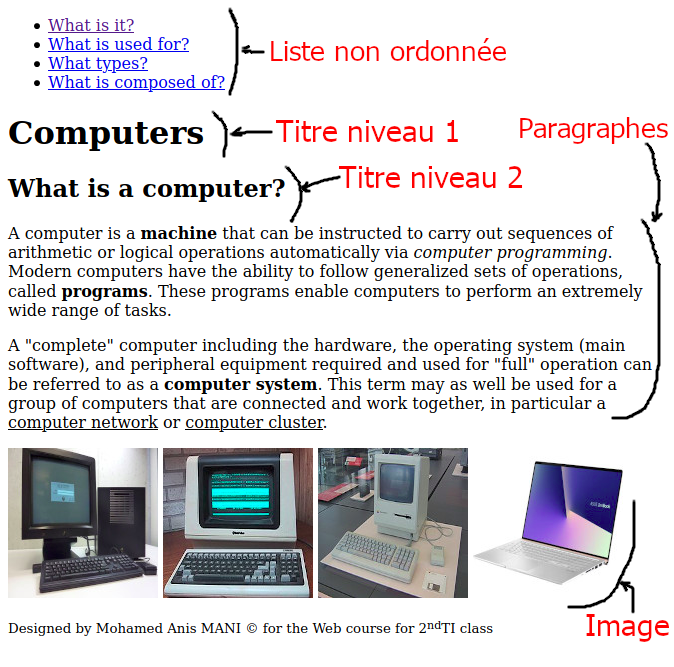 What is it?
What is used for?
What types?
What is composed of?
Liste non ordonnée
Computers
Titre niveau 1
Paragraphes
What is a computer?
Titre niveau 2
A computer is a machine that can be instructed to carry out sequences of
arithmetic or logical operations automatically via computer programming.
Modern computers have the ability to follow generalized sets of operations,
called programs. These programs enable computers to perform an extremely
wide range of tasks.
A "complete" computer including the hardware, the operating system (main
software), and peripheral equipment required and used for "full" operation can
be referred to as a computer system. This term may as well be used for a
group of computers that are connected and work together, in particular a
computer network or computer cluster.
Image
Designed by Mohamed Anis MANI © for the Web course for 2ndTI class